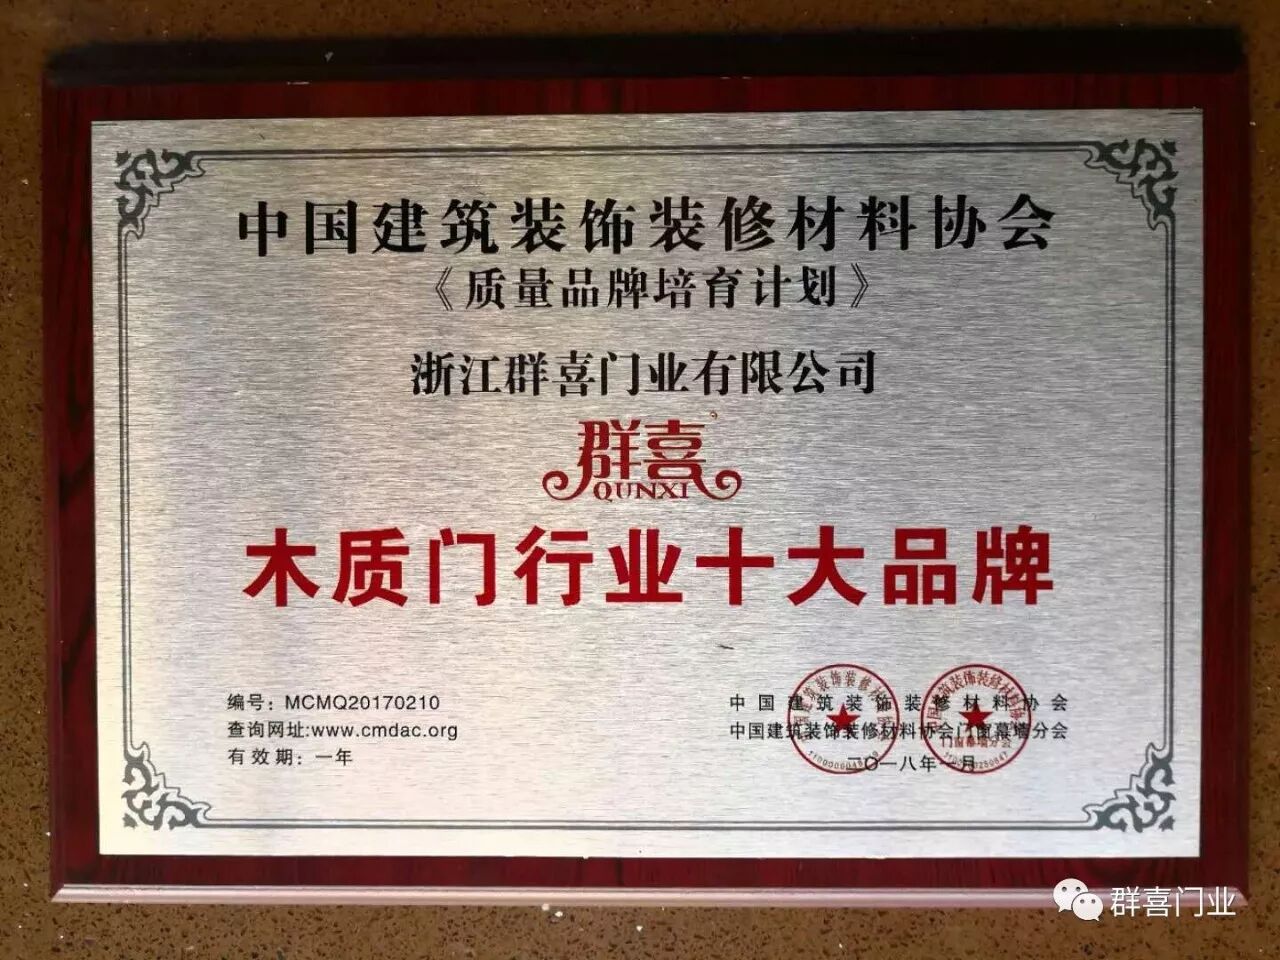 中国建筑装饰装修材料协会
《质量品牌培育计划》
浙江群喜门业有限公司
群喜
QUNXI
木质门行业十大品牌
编号：MCMQ20170210
查询网址:www.cmdac.org
有效期：一年
中国建筑装饰装修材料协会
中国建筑装饰装修材料协会门窗幕墙分会
二〇一八年一月
群喜门业